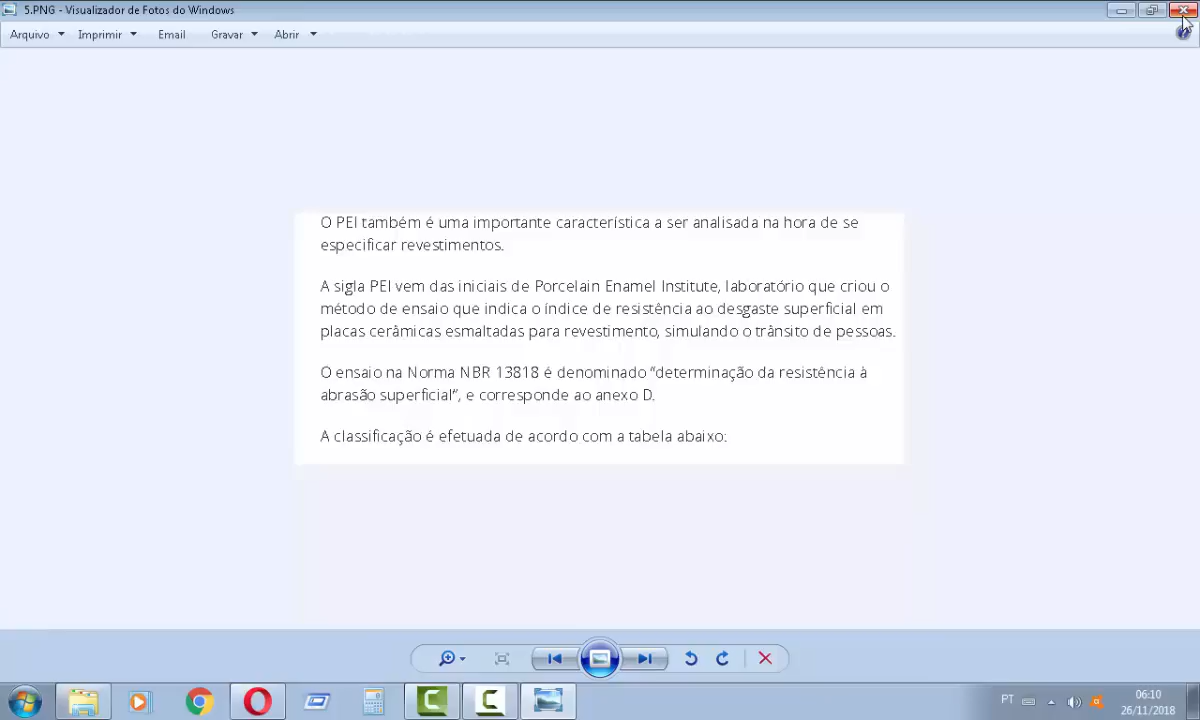 5.PNG - Visualizador de Fotos do Windows
Arquivo Imprimir Email Gravar Abrir
O PEI também é uma importante característica a ser analisada na hora de se
especificar revestimentos.
A sigla PEI vem das iniciais de Porcelain Enamel Institute, laboratório que criou o
método de ensaio que indica o índice de resistência ao desgaste superficial em
placas cerâmicas esmaltadas para revestimento, simulando o trânsito de pessoas.
O ensaio na Norma NBR 13818 é denominado “determinação da resistência à
abrasão superficial“, e corresponde ao anexo D.
A classificação é efetuada de acordo com a tabela abaixo:
PT
06:10
26/11/2018